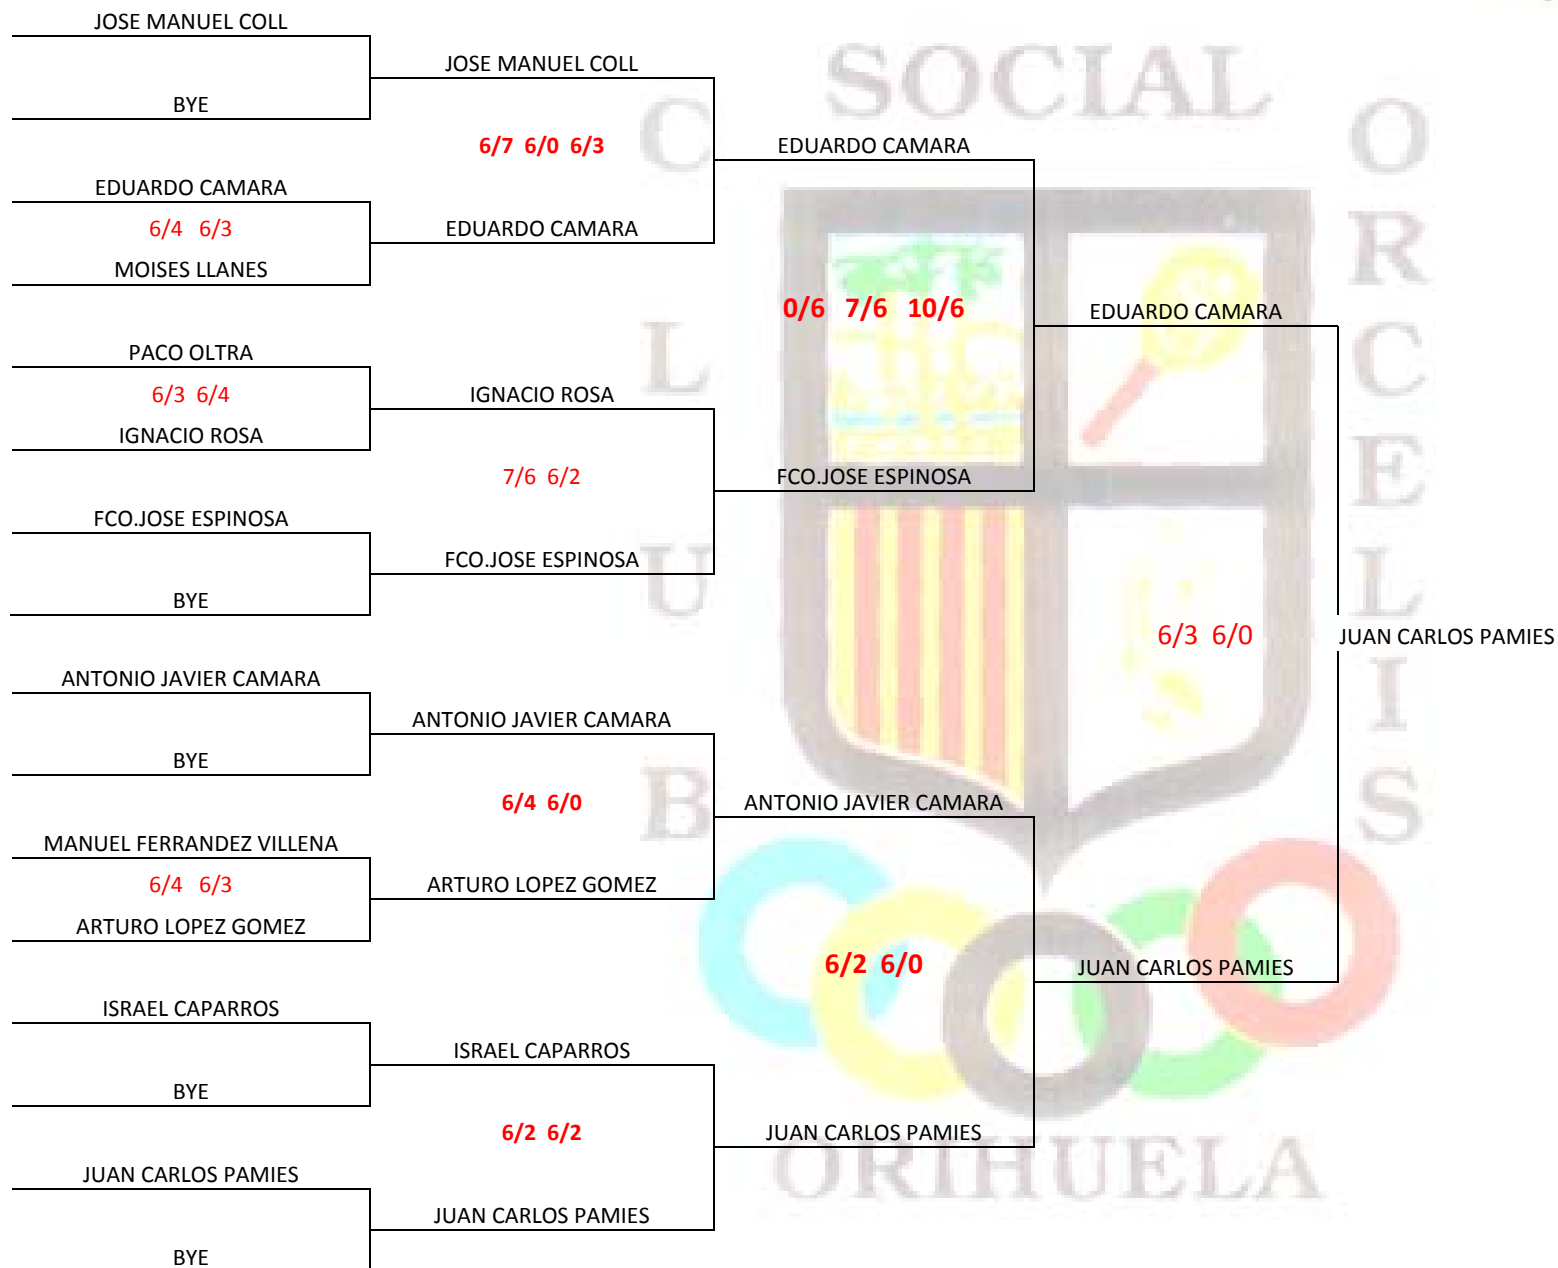 JOSE MANUEL COLL
JOSE MANUEL COLL
BYE
6/7 6/0 6/3
EDUARDO CAMARA
EDUARDO CAMARA
6/4 6/3
EDUARDO CAMARA
MOISES LLANES
0/6 7/6 10/6
EDUARDO CAMARA
PACO OLTRA
6/3 6/4
IGNACIO ROSA
IGNACIO ROSA
7/6 6/2
FCO.JOSE ESPINOSA
FCO.JOSE ESPINOSA
FCO.JOSE ESPINOSA
BYE
6/3 6/0
JUAN CARLOS PAMIES
ANTONIO JAVIER CAMARA
ANTONIO JAVIER CAMARA
BYE
6/4 6/0
ANTONIO JAVIER CAMARA
MANUEL FERRANDEZ VILLENA
6/4 6/3
ARTURO LOPEZ GOMEZ
ARTURO LOPEZ GOMEZ
6/2 6/0
JUAN CARLOS PAMIES
ISRAEL CAPARROS
ISRAEL CAPARROS
BYE
6/2 6/2
JUAN CARLOS PAMIES
JUAN CARLOS PAMIES
JUAN CARLOS PAMIES
BYE
CLUB
SOCIAL
ORCELIS
ORIHUELA